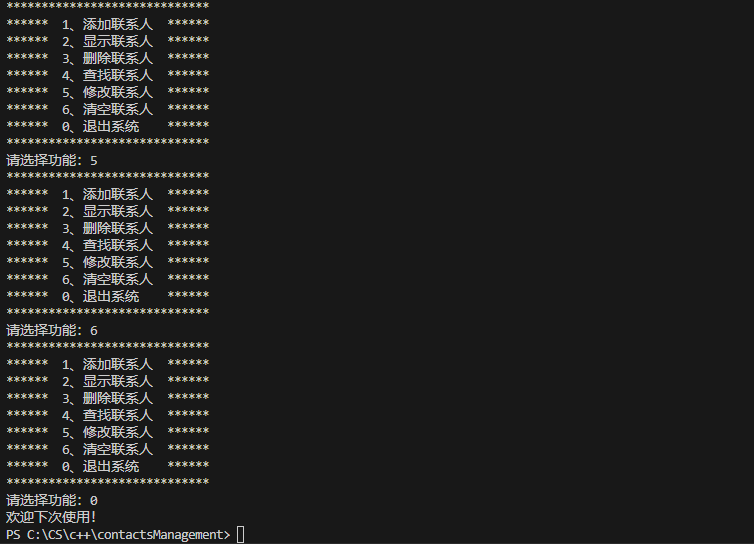 *****************************
******  1、添加联系人  ******
******  2、显示联系人  ******
******  3、删除联系人  ******
******  4、查找联系人  ******
******  5、修改联系人  ******
******  6、清空联系人  ******
******  0、退出系统    ******
*****************************
请选择功能: 5
*****************************
******  1、添加联系人  ******
******  2、显示联系人  ******
******  3、删除联系人  ******
******  4、查找联系人  ******
******  5、修改联系人  ******
******  6、清空联系人  ******
******  0、退出系统    ******
*****************************
请选择功能: 6
*****************************
******  1、添加联系人  ******
******  2、显示联系人  ******
******  3、删除联系人  ******
******  4、查找联系人  ******
******  5、修改联系人  ******
******  6、清空联系人  ******
******  0、退出系统    ******
*****************************
请选择功能: 0
欢迎下次使用!
PS C:\CS\c++\contactsManagement>